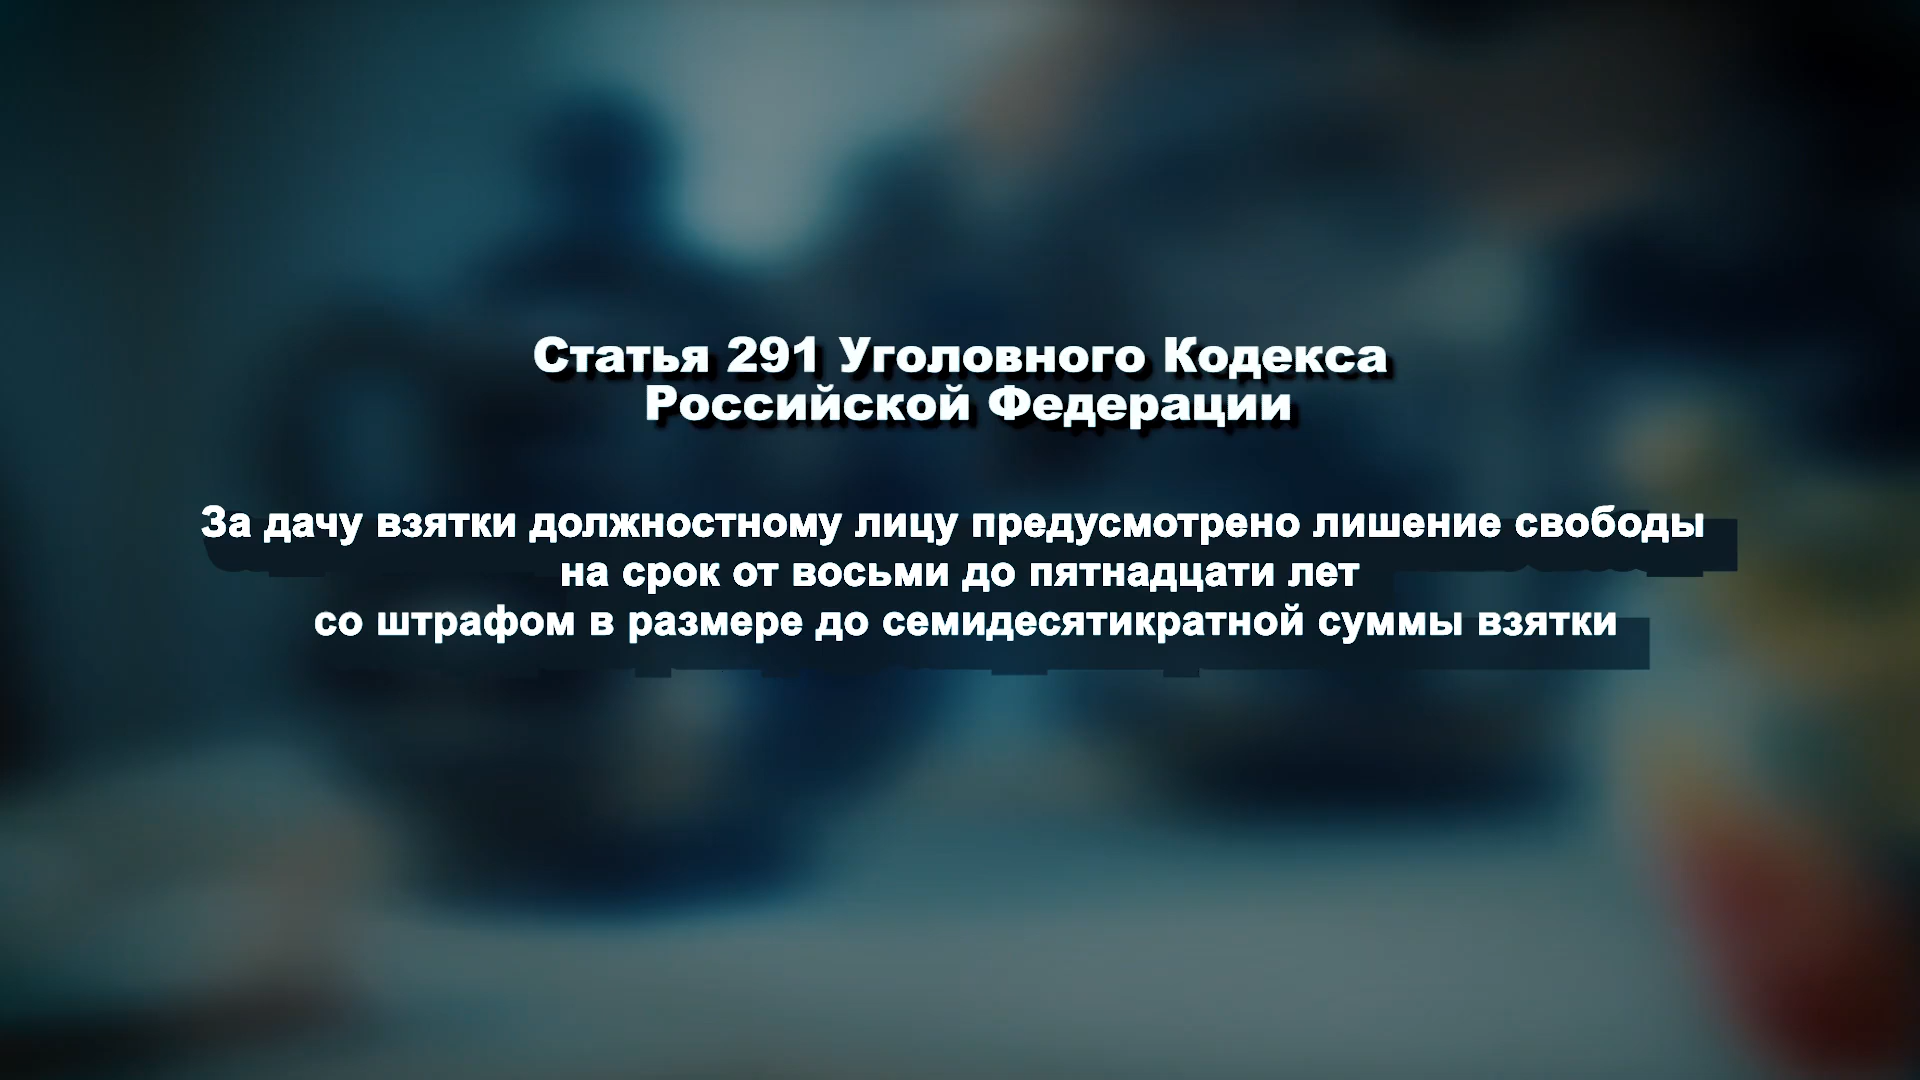 Статья 291 Уголовного Кодекса
Российской Федерации
За дачу взятки должностному лицу предусмотрено лишение свободы
на срок от восьми до пятнадцати лет
со штрафом в размере до семидесятикратной суммы взятки